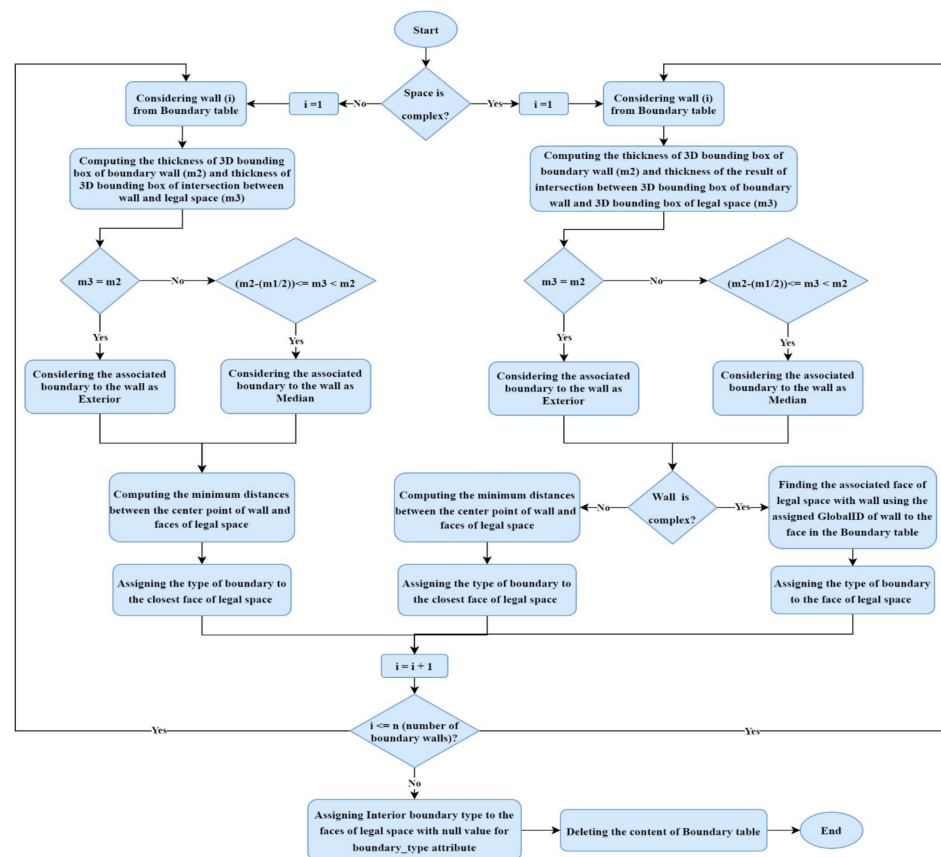 Start
Space is
complex?
No
i =1
Yes
i =1
Considering wall (i)
from Boundary table
Considering wall (i)
from Boundary table
Computing the thickness of 3D bounding
box of boundary wall (m2) and thickness of
3D bounding box of intersection between
wall and legal space (m3)
Computing the thickness of 3D bounding box of
boundary wall (m2) and thickness of the result of
intersection between 3D bounding box of boundary
wall and 3D bounding box of legal space (m3)
m3 = m2
No
(m2-(m1/2))<= m3 < m2
m3 = m2
No
(m2-(m1/2))<= m3 < m2
Yes
Yes
Yes
Yes
Considering the associated
boundary to the wall as
Exterior
Considering the associated
boundary to the wall as
Median
Considering the associated
boundary to the wall as
Exterior
Considering the associated
boundary to the wall as
Median
Computing the minimum distances
between the center point of wall and
faces of legal space
Computing the minimum distances
between the center point of wall and
faces of legal space
No
Wall is
complex?
Yes
Finding the associated face of
legal space with wall using the
assigned GlobalID of wall to the
face in the Boundary table
Assigning the type of boundary to
the closest face of legal space
Assigning the type of boundary to
the closest face of legal space
Assigning the type of boundary
to the face of legal space
i = i + 1
Yes
i <= n (number of
boundary walls)?
Yes
No
Assigning Interior boundary type to the
faces of legal space with null value for
boundary_type attribute
Deleting the content of Boundary table
End